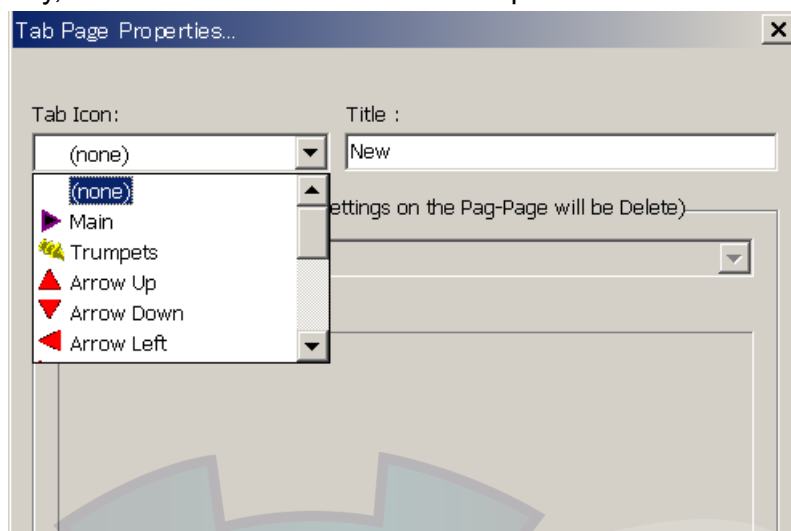 Tab Page Properties...
Tab Icon:
Title :
(none)
New
(none)
ettings on the Pag-Page will be Delete)
Main
Trumpets
Arrow Up
Arrow Down
Arrow Left